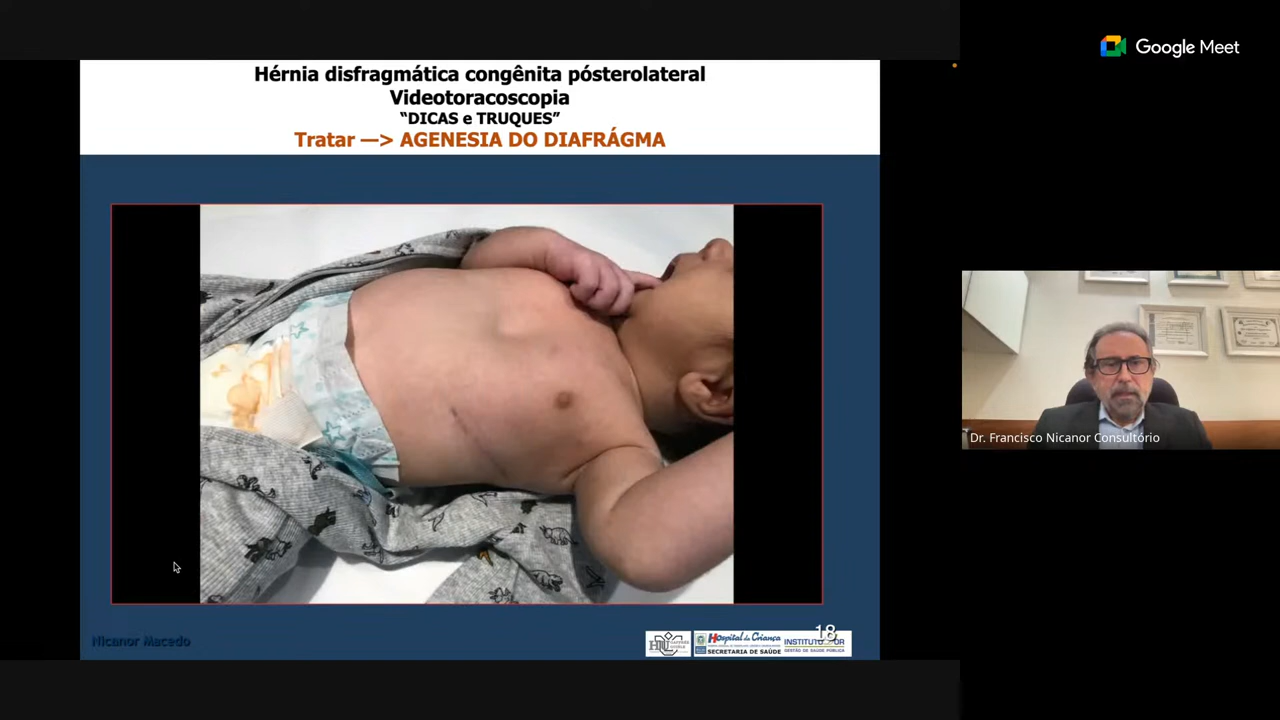 Google Meet
Hérnia disfragmática congênita pósterolateral
Videotoracoscopia
“DICAS e TRUQUES”
Tratar —> AGENESIA DO DIAFRÁGMA
Dr. Francisco Nicanor Consultório
Nicanor Macedo
18
Hospital da Criança
SECRETARIA DE SAÚDE
INSTITUTO D'OR
GESTÃO DE SAÚDE PÚBLICA